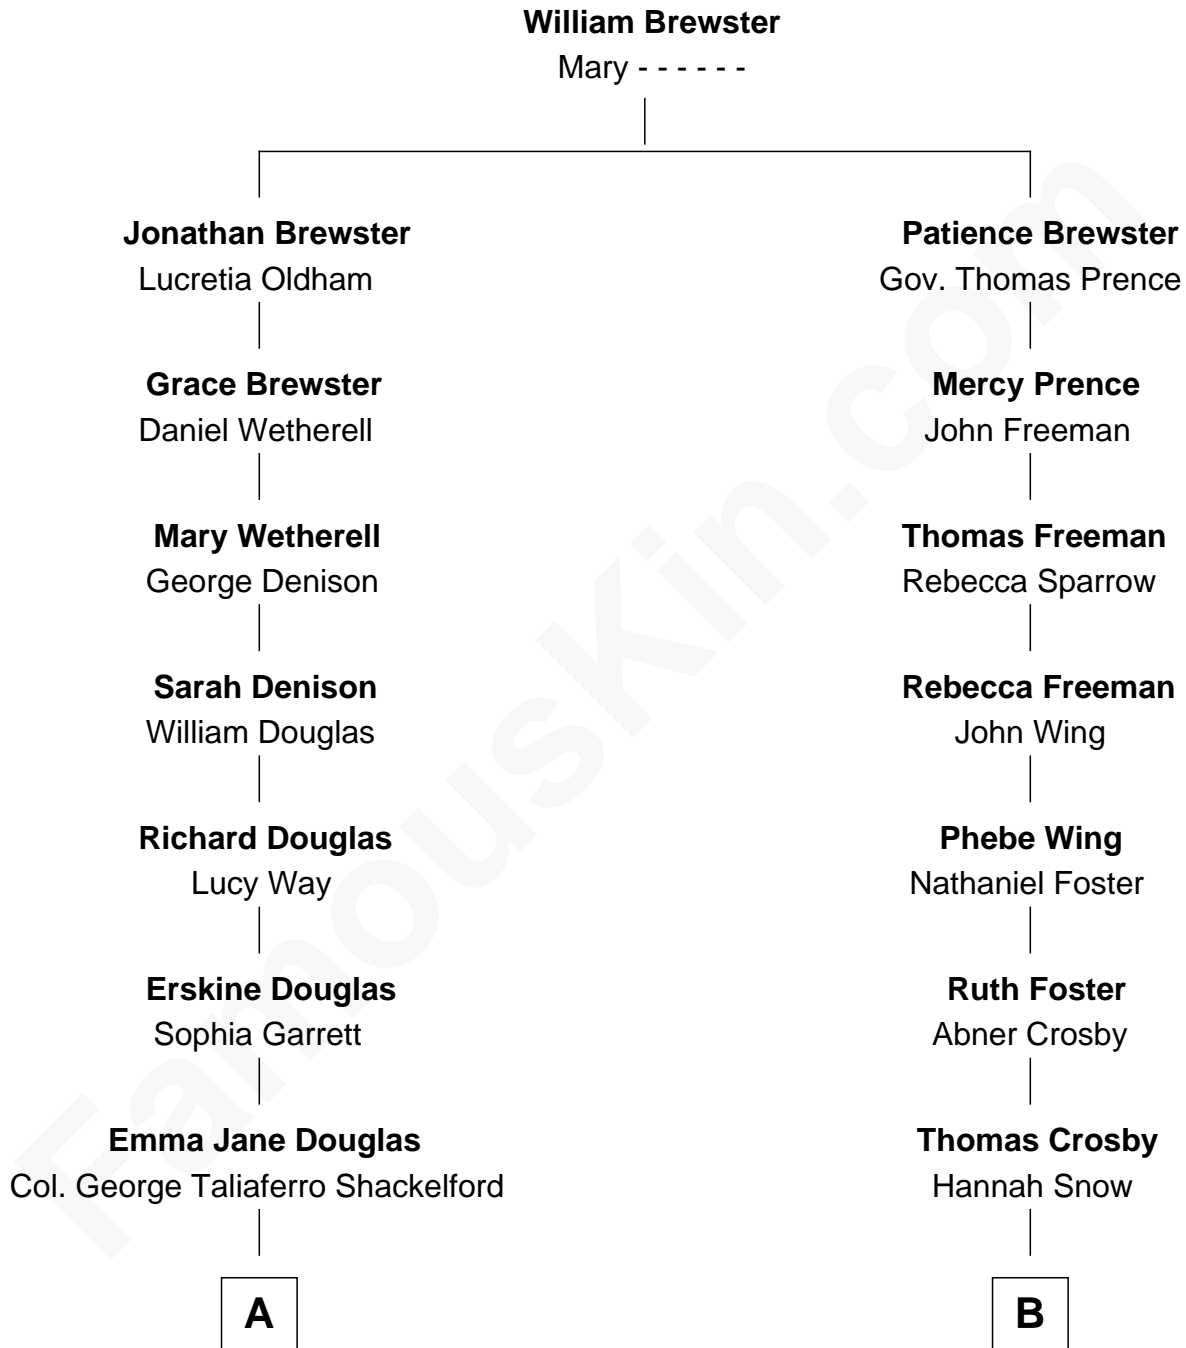 William Brewster
Mary - - - - - -
Jonathan Brewster
Lucretia Oldham
Patience Brewster
Gov. Thomas Prence
Grace Brewster
Daniel Wetherell
Mercy Prence
John Freeman
Mary Wetherell
George Denison
Thomas Freeman
Rebecca Sparrow
Sarah Denison
William Douglas
Rebecca Freeman
John Wing
Richard Douglas
Lucy Way
Phebe Wing
Nathaniel Foster
Erskine Douglas
Sophia Garrett
Ruth Foster
Abner Crosby
Emma Jane Douglas
Col. George Taliaferro Shackelford
Thomas Crosby
Hannah Snow
A
B
FamousKin.com